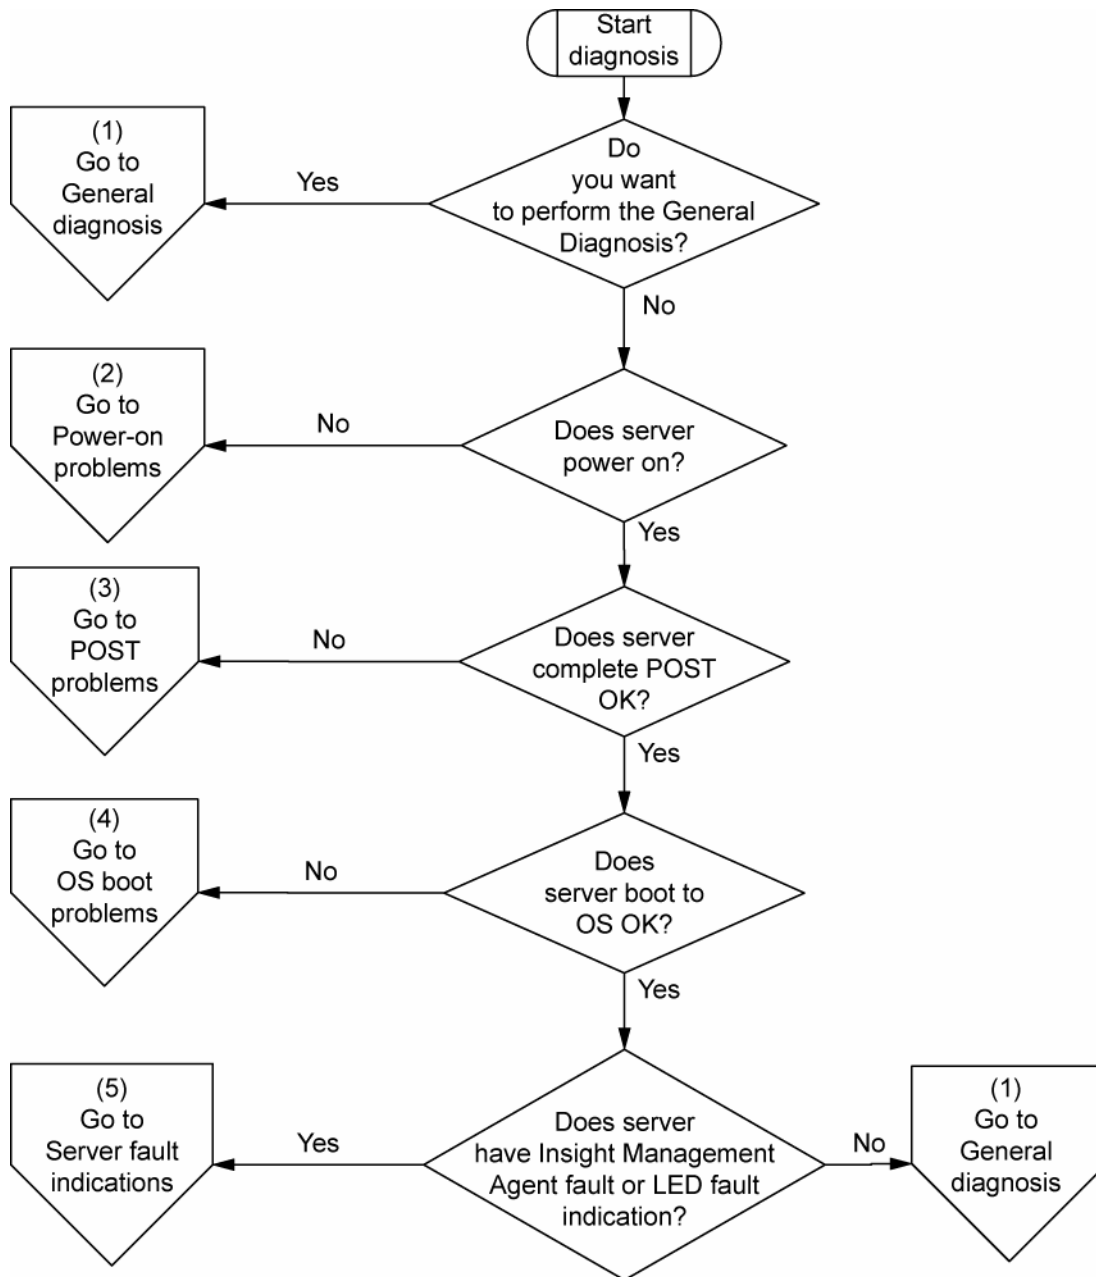 Start
diagnosis
Do
you want
to perform the General
Diagnosis?
Yes
(1)
Go to
General
diagnosis
No
Does server
power on?
No
(2)
Go to
Power-on
problems
Yes
Does server
complete POST
OK?
No
(3)
Go to
POST
problems
Yes
Does
server boot to
OS OK?
No
(4)
Go to
OS boot
problems
Yes
Does server
have Insight Management
Agent fault or LED fault
indication?
Yes
(5)
Go to
Server fault
indications
No
(1)
Go to
General
diagnosis